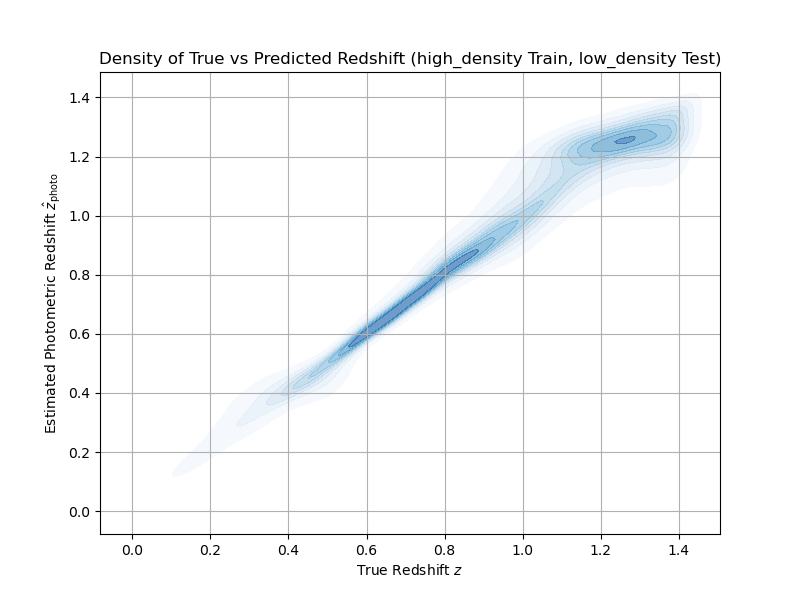 Density of True vs Predicted Redshift (high_density Train, low_density Test)
Estimated Photometric Redshift ẑ_photo
1.4
1.2
1.0
0.8
0.6
0.4
0.2
0.0
0.0 0.2 0.4 0.6 0.8 1.0 1.2 1.4
True Redshift z